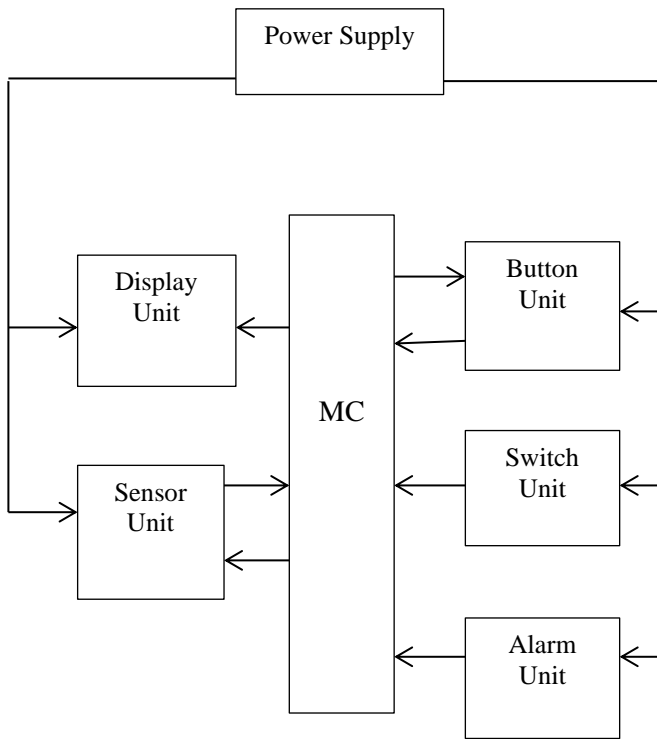 Power Supply
Display
Unit
Button
Unit
MC
Sensor
Unit
Switch
Unit
Alarm
Unit